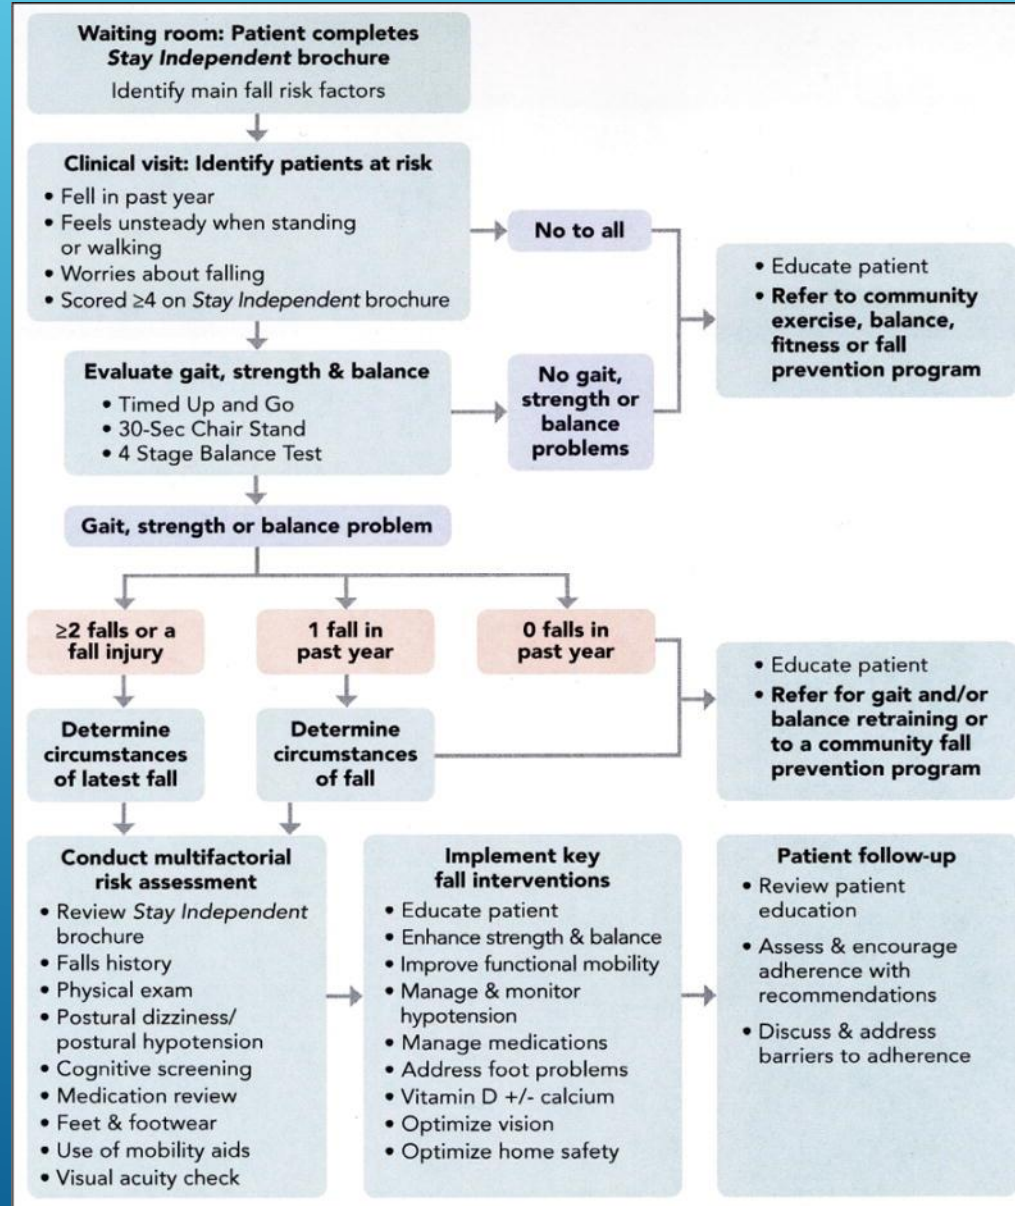 Waiting room: Patient completes
Stay Independent brochure
Identify main fall risk factors
Clinical visit: Identify patients at risk
• Fell in past year
• Feels unsteady when standing
or walking
• Worries about falling
• Scored ≥4 on Stay Independent brochure
No to all
• Educate patient
• Refer to community
exercise, balance,
fitness or fall
prevention program
Evaluate gait, strength & balance
• Timed Up and Go
• 30-Sec Chair Stand
• 4 Stage Balance Test
No gait,
strength or
balance
problems
Gait, strength or balance problem
≥2 falls or a
fall injury
1 fall in
past year
0 falls in
past year
• Educate patient
• Refer for gait and/or
balance retraining or
to a community fall
prevention program
Determine
circumstances
of latest fall
Determine
circumstances
of fall
Conduct multifactorial
risk assessment
• Review Stay Independent
brochure
• Falls history
• Physical exam
• Postural dizziness/
postural hypotension
• Cognitive screening
• Medication review
• Feet & footwear
• Use of mobility aids
• Visual acuity check
Implement key
fall interventions
• Educate patient
• Enhance strength & balance
• Improve functional mobility
• Manage & monitor
hypotension
• Manage medications
• Address foot problems
• Vitamin D +/- calcium
• Optimize vision
• Optimize home safety
Patient follow-up
• Review patient
education
• Assess & encourage
adherence with
recommendations
• Discuss & address
barriers to adherence